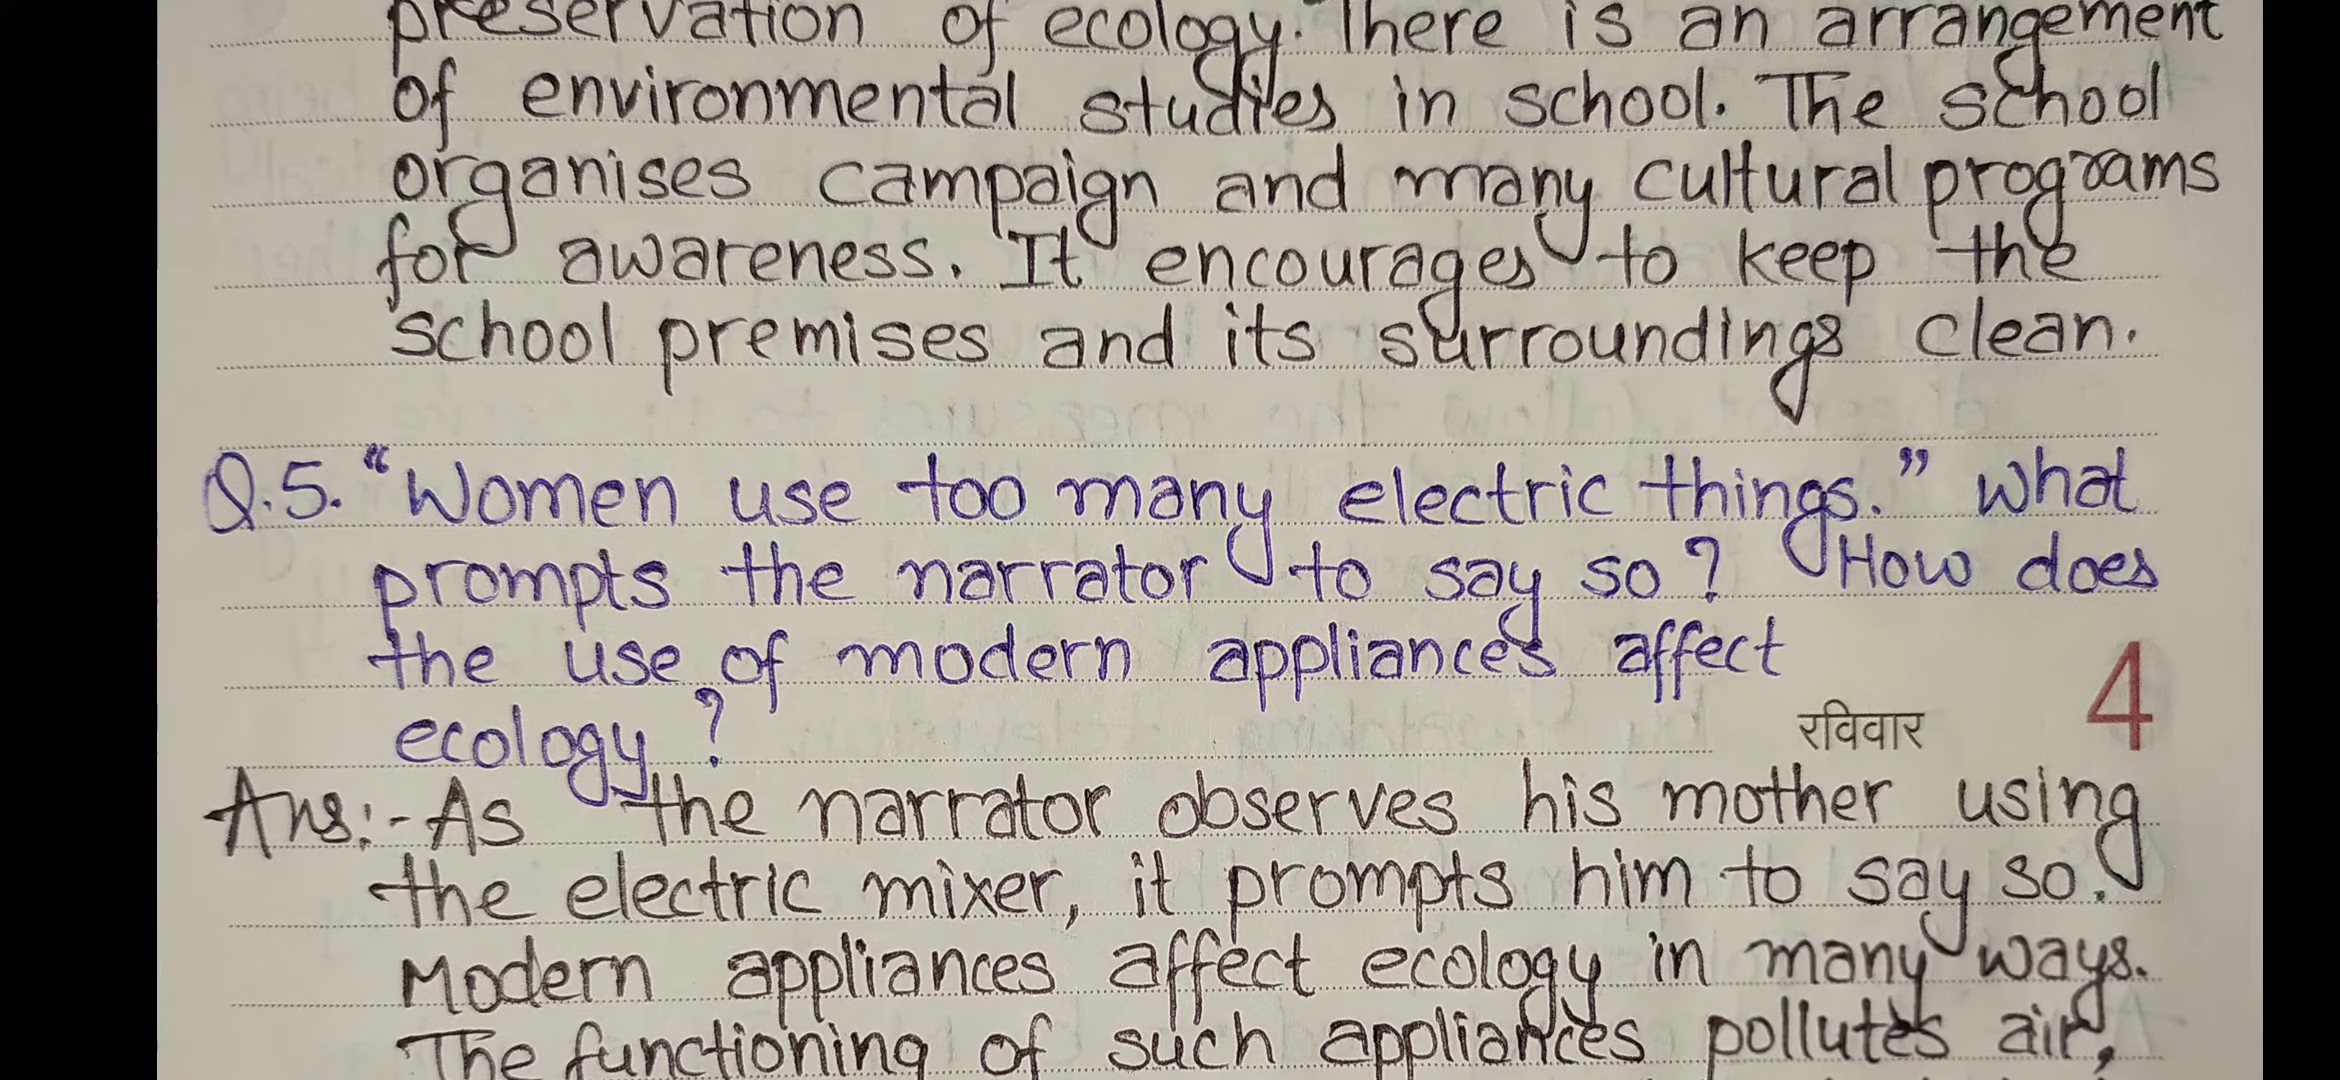 preservation of ecology. There is an arrangement
of environmental studies in school. The school
organises campaign and many cultural programs
for awareness. It encourages to keep the
school premises and its surroundings clean.
Q.5. "Women use too many electric things." What
prompts the narrator to say so? How does
the use of modern appliances affect
ecology?
रविवार 4
Ans:- As the narrator observes his mother using
the electric mixer, it prompts him to say so.
Modern appliances affect ecology in many ways.
The functioning of such appliances pollutes air,